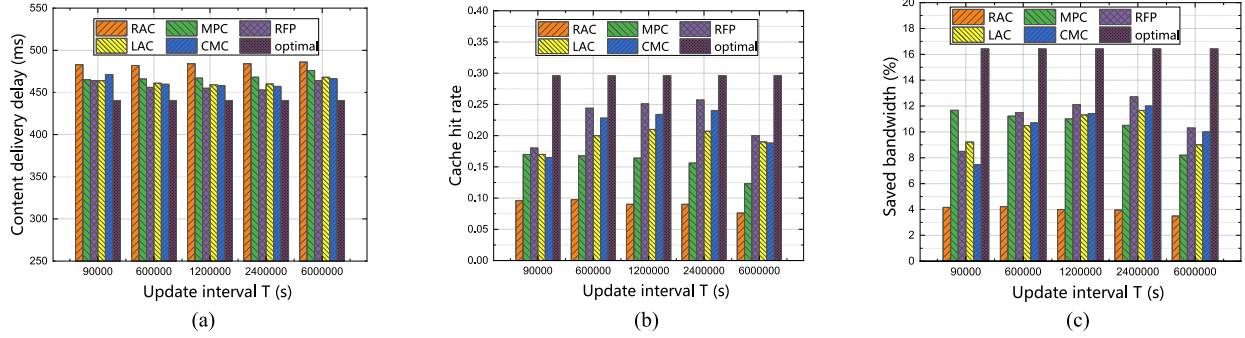 550
500
450
400
350
300
250
Content delivery delay (ms)
RAC MPC RFP
LAC CMC optimal
90000 600000 1200000 2400000 6000000
Update interval T (s)
(a)
0.40
0.35
0.30
0.25
0.20
0.15
0.10
0.05
0.00
Cache hit rate
RAC MPC RFP
LAC CMC optimal
90000 600000 1200000 2400000 6000000
Update interval T (s)
(b)
20
18
16
14
12
10
8
6
4
2
0
Saved bandwidth (%)
RAC MPC RFP
LAC CMC optimal
90000 600000 1200000 2400000 6000000
Update interval T (s)
(c)